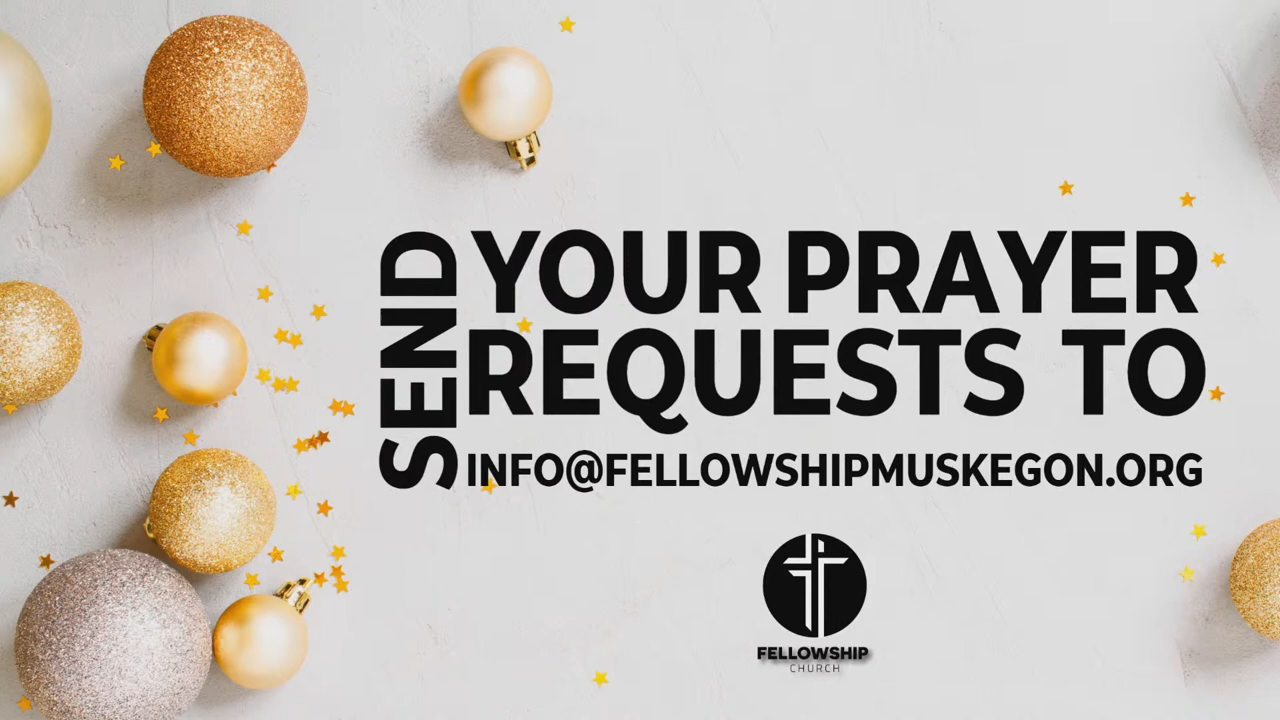 SEND
YOUR PRAYER
REQUESTS TO
INFO@FELLOWSHIPMUSKEGON.ORG
FELLOWSHIP
CHURCH